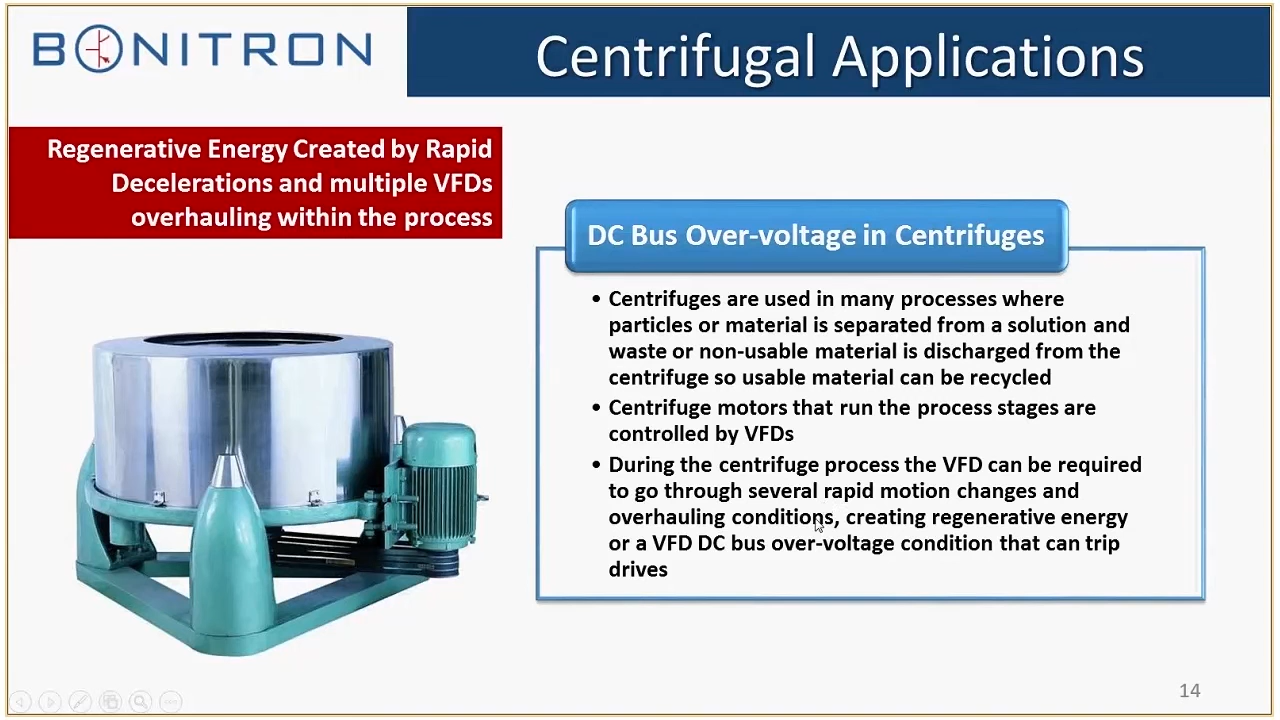 BONITRON
Centrifugal Applications
Regenerative Energy Created by Rapid
Decelerations and multiple VFDs
overhauling within the process
DC Bus Over-voltage in Centrifuges
• Centrifuges are used in many processes where
particles or material is separated from a solution and
waste or non-usable material is discharged from the
centrifuge so usable material can be recycled
• Centrifuge motors that run the process stages are
controlled by VFDs
• During the centrifuge process the VFD can be required
to go through several rapid motion changes and
overhauling conditions, creating regenerative energy
or a VFD DC bus over-voltage condition that can trip
drives
14